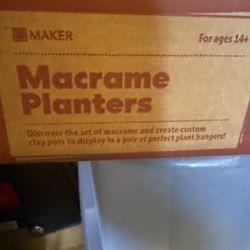 MAKER
For ages 14+
Macrame
Planters
Discover the art of macrame and create custom
clay pots to display in a pair of perfect plant hangers!